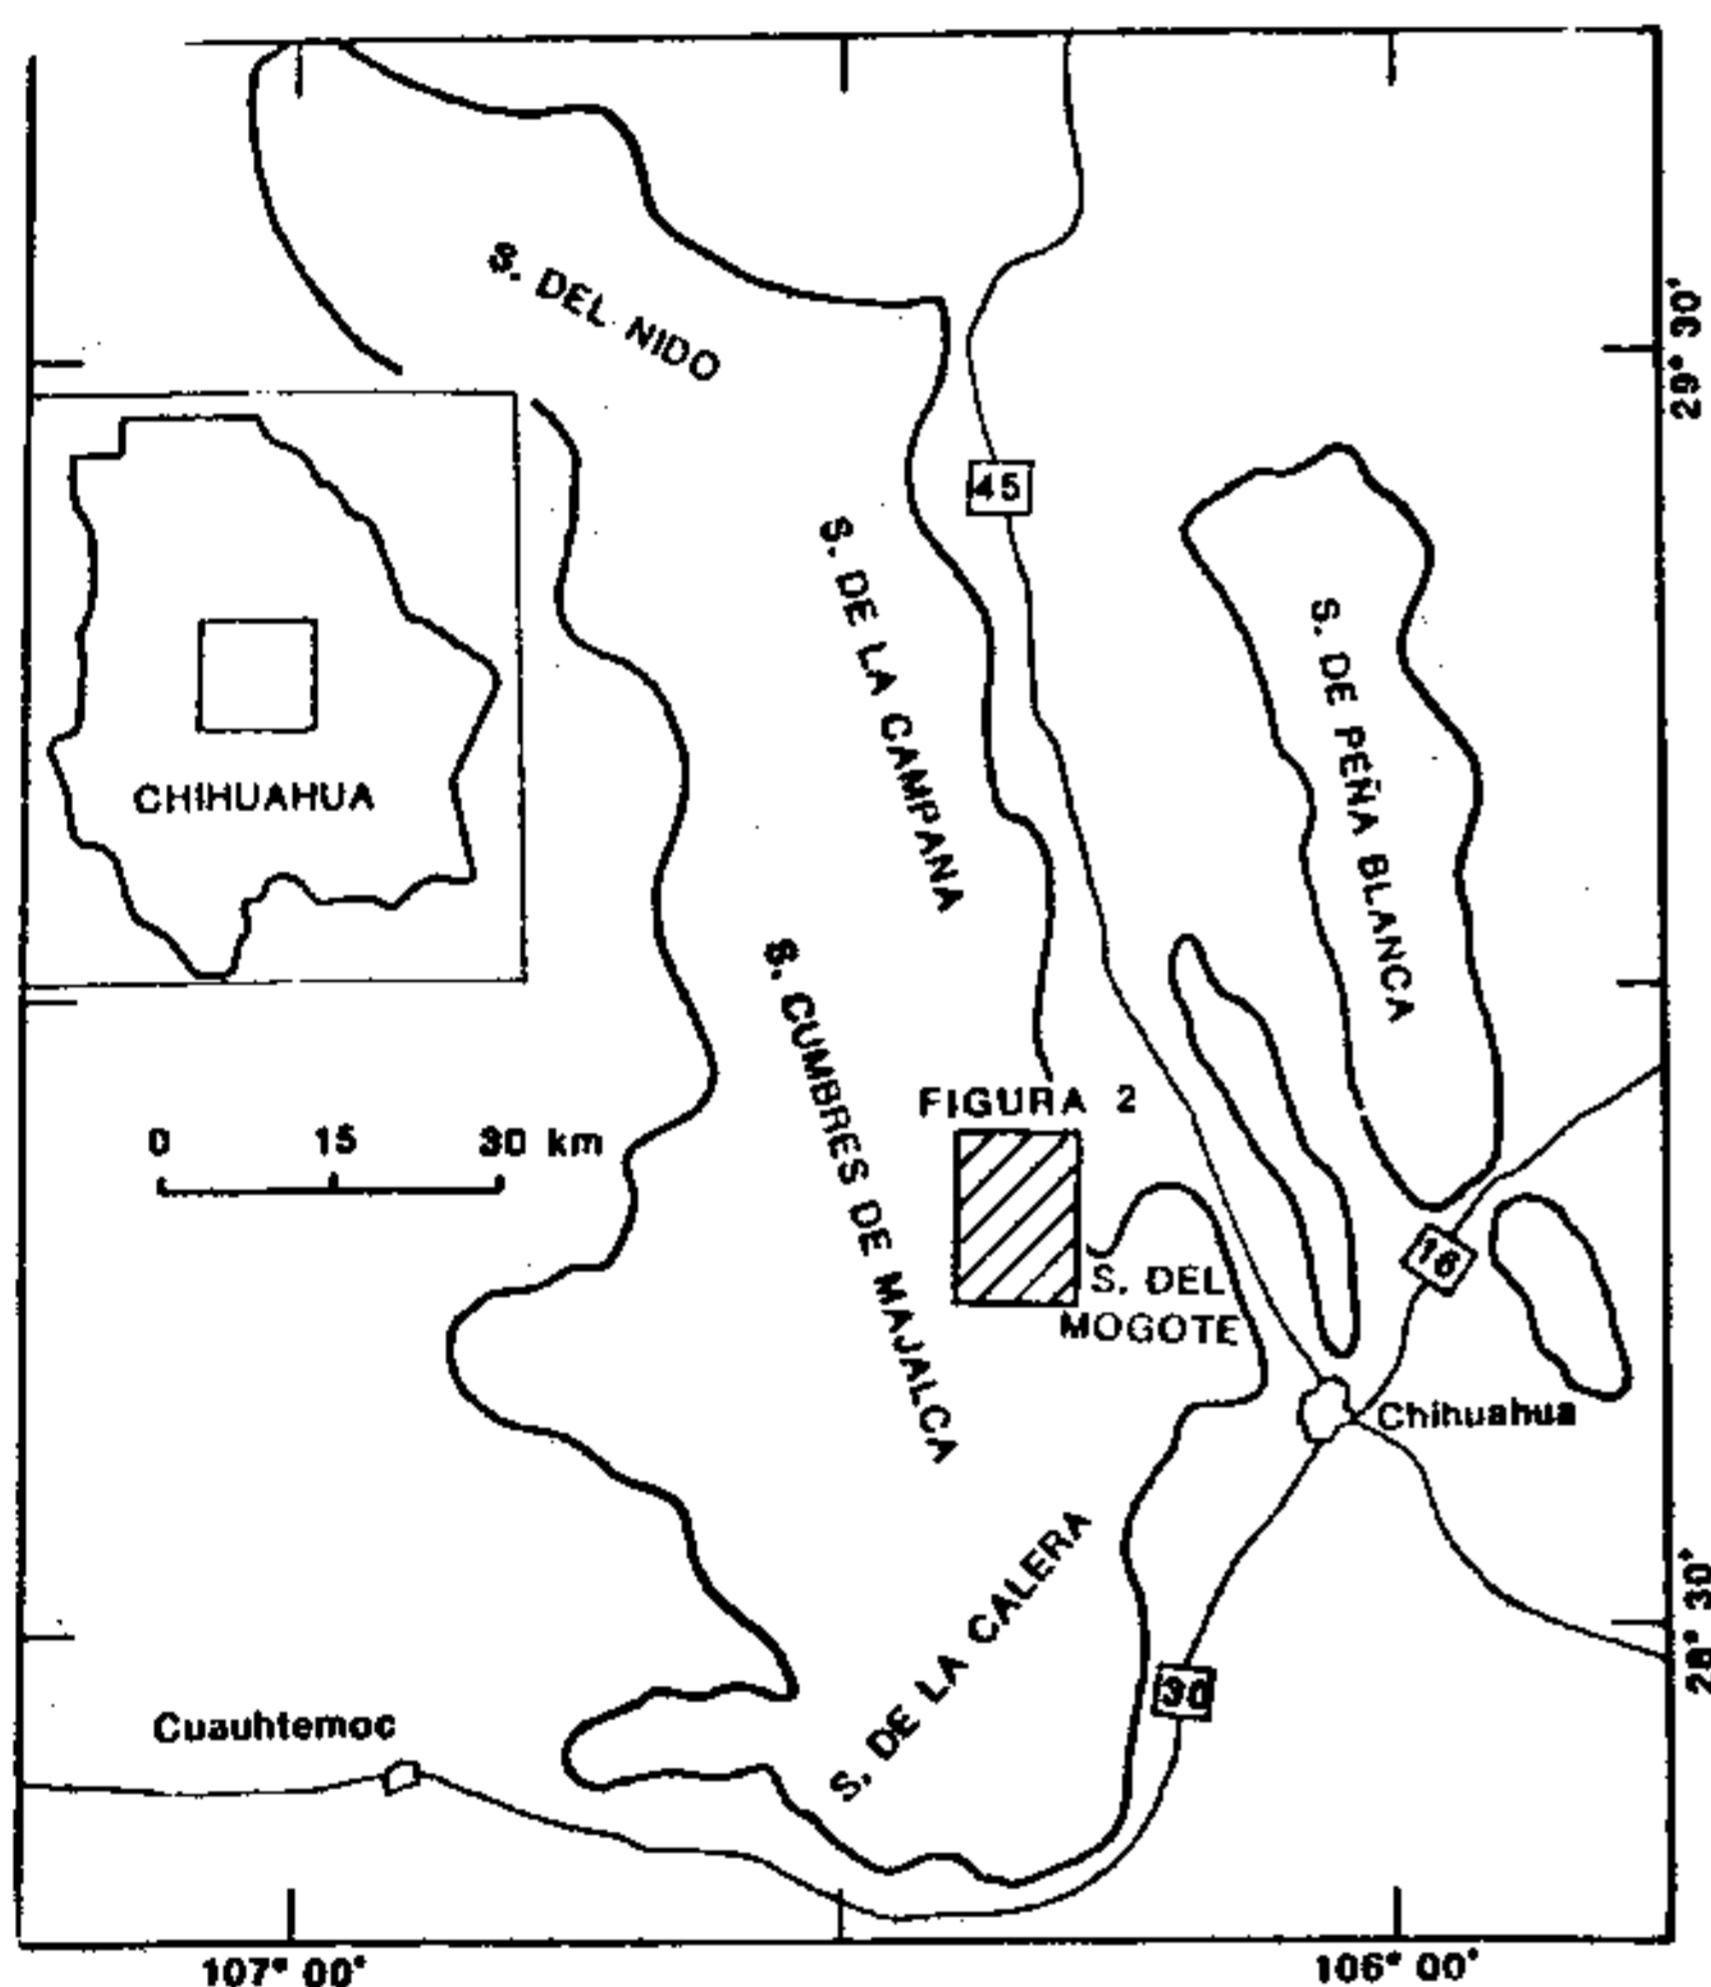 S. DEL NIDO
29° 30'
45
S. DE LA CAMPANA
S. DE PEÑA BLANCA
CHIHUAHUA
S. CUMBRES DE MAJALCA
FIGURA 2
0 15 30 km
16
S. DEL
MOGOTE
Chihuahua
S. DE LA CALERA
28° 30'
Cuauhtemoc
107° 00'
106° 00'